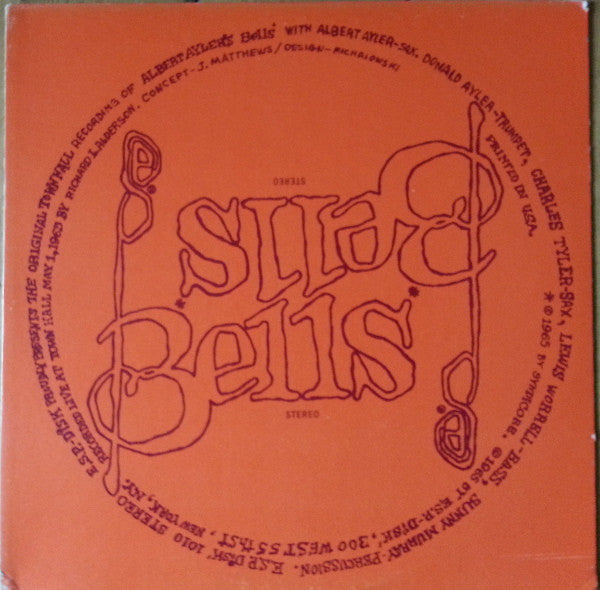 E.S.P.-DISK PROUDLY PRESENTS THE ORIGINAL TOWN HALL RECORDING OF ALBERT AYLER'S Bells WITH ALBERT AYLER-SAX. DONALD AYLER-TRUMPET, CHARLES TYLER-SAX, LEWIS WORRELL-BASS, SUNNY MURRAY-PERCUSSION. E.S.P. DISK' 1010 STEREO
RECORDED LIVE AT TOWN HALL MAY 1, 1965 BY RICHARD L. ALDERSON. CONCEPT-J. MATTHEWS/DESIGN-MICHALOWSKI
PRINTED IN U.S.A.
* ℗ 1965 BY SYNDICORE. © 1965 BY E.S.P.-DISK', 300 WEST 55th ST., NEW YORK, N.Y.
STEREO
Bells*
*Bells
STEREO